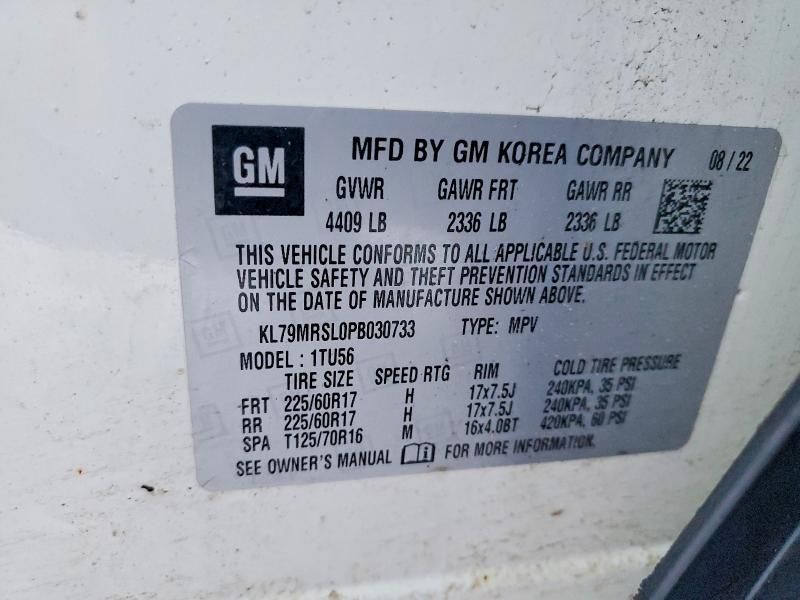 GM MFD BY GM KOREA COMPANY 08/22
GVWR GAWR FRT GAWR RR
4409 LB 2336 LB 2336 LB
THIS VEHICLE CONFORMS TO ALL APPLICABLE U.S. FEDERAL MOTOR
VEHICLE SAFETY AND THEFT PREVENTION STANDARDS IN EFFECT
ON THE DATE OF MANUFACTURE SHOWN ABOVE.
KL79MRSL0PB030733 TYPE: MPV
MODEL : 1TU56
TIRE SIZE SPEED RTG RIM COLD TIRE PRESSURE
FRT 225/60R17 H 17x7.5J 240KPA, 35 PSI
RR 225/60R17 H 17x7.5J 240KPA, 35 PSI
SPA T125/70R16 M 16x4.0BT 420KPA, 60 PSI
SEE OWNER'S MANUAL FOR MORE INFORMATION.